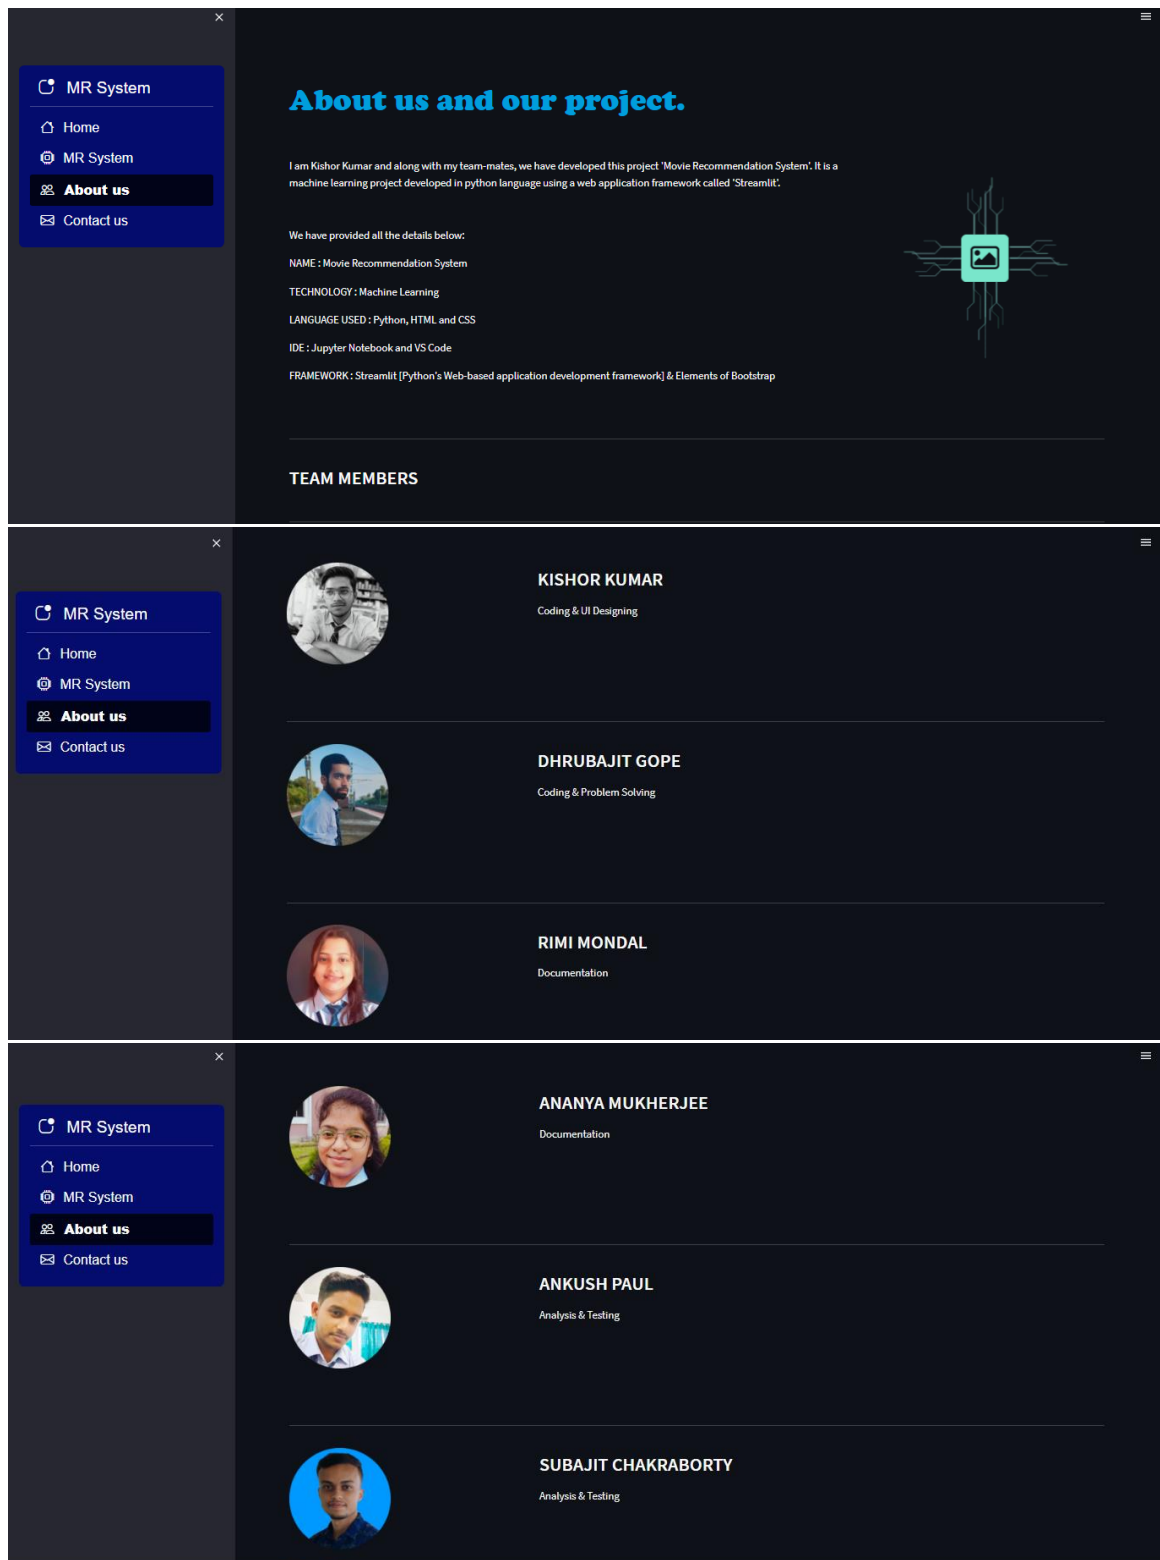 MR System
Home
MR System
About us
Contact us
About us and our project.
I am Kishor Kumar and along with my team-mates, we have developed this project 'Movie Recommendation System'. It is a
machine learning project developed in python language using a web application framework called 'Streamlit'.
We have provided all the details below:
NAME : Movie Recommendation System
TECHNOLOGY : Machine Learning
LANGUAGE USED : Python, HTML and CSS
IDE : Jupyter Notebook and VS Code
FRAMEWORK : Streamlit [Python's Web-based application development framework] & Elements of Bootstrap
TEAM MEMBERS
MR System
Home
MR System
About us
Contact us
KISHOR KUMAR
Coding & UI Designing
DHRUBAJIT GOPE
Coding & Problem Solving
RIMI MONDAL
Documentation
MR System
Home
MR System
About us
Contact us
ANANYA MUKHERJEE
Documentation
ANKUSH PAUL
Analysis & Testing
SUBAJIT CHAKRABORTY
Analysis & Testing